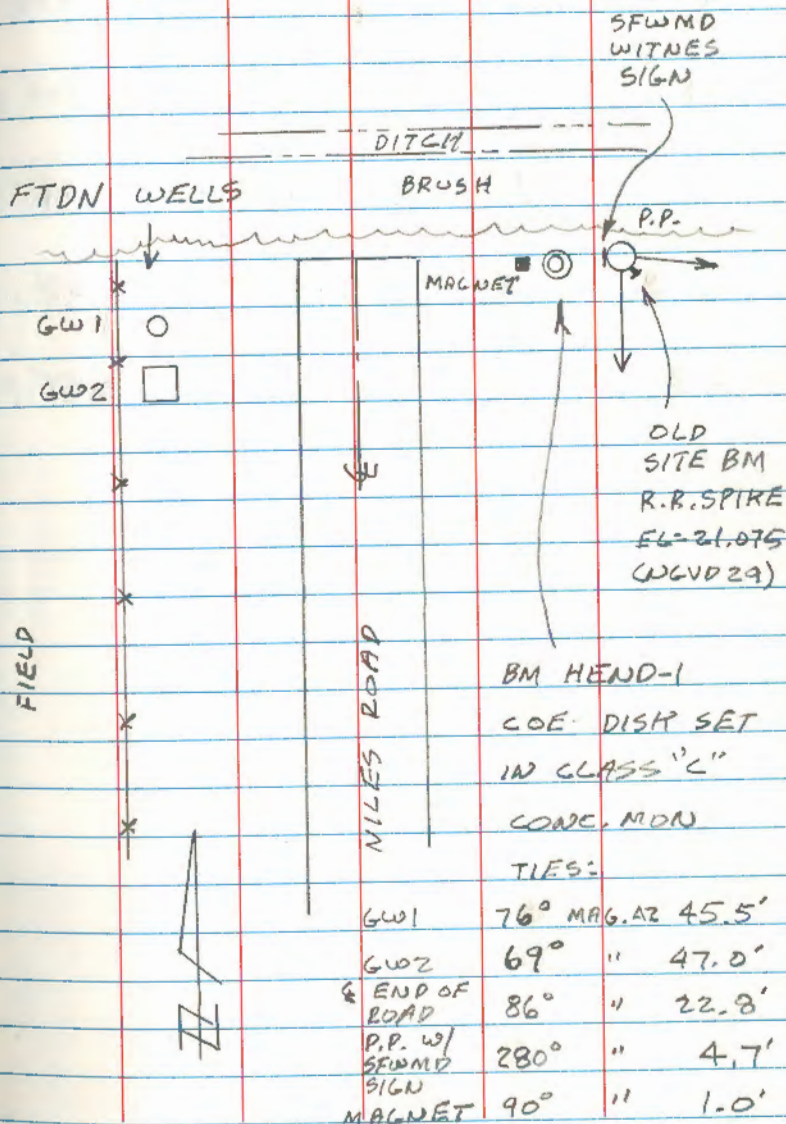 SFWMD
WITNES
SIGN
DITCH
FTDN WELLS
BRUSH
P.P.
MAGNET
GW1
GW2
℄
OLD
SITE BM
R.R. SPIKE
EL=21.075
(NGVD 29)
FIELD
NILES ROAD
BM HEND-1
COE DISK SET
IN CLASS "C"
CONC. MON
TIES:
GW1 76° MAG. AZ 45.5'
GW2 69° " 47.0'
℄ END OF
ROAD 86° " 22.8'
P.P. W/
SFWMD 280° " 4.7'
SIGN
MAGNET 90° " 1.0'
N